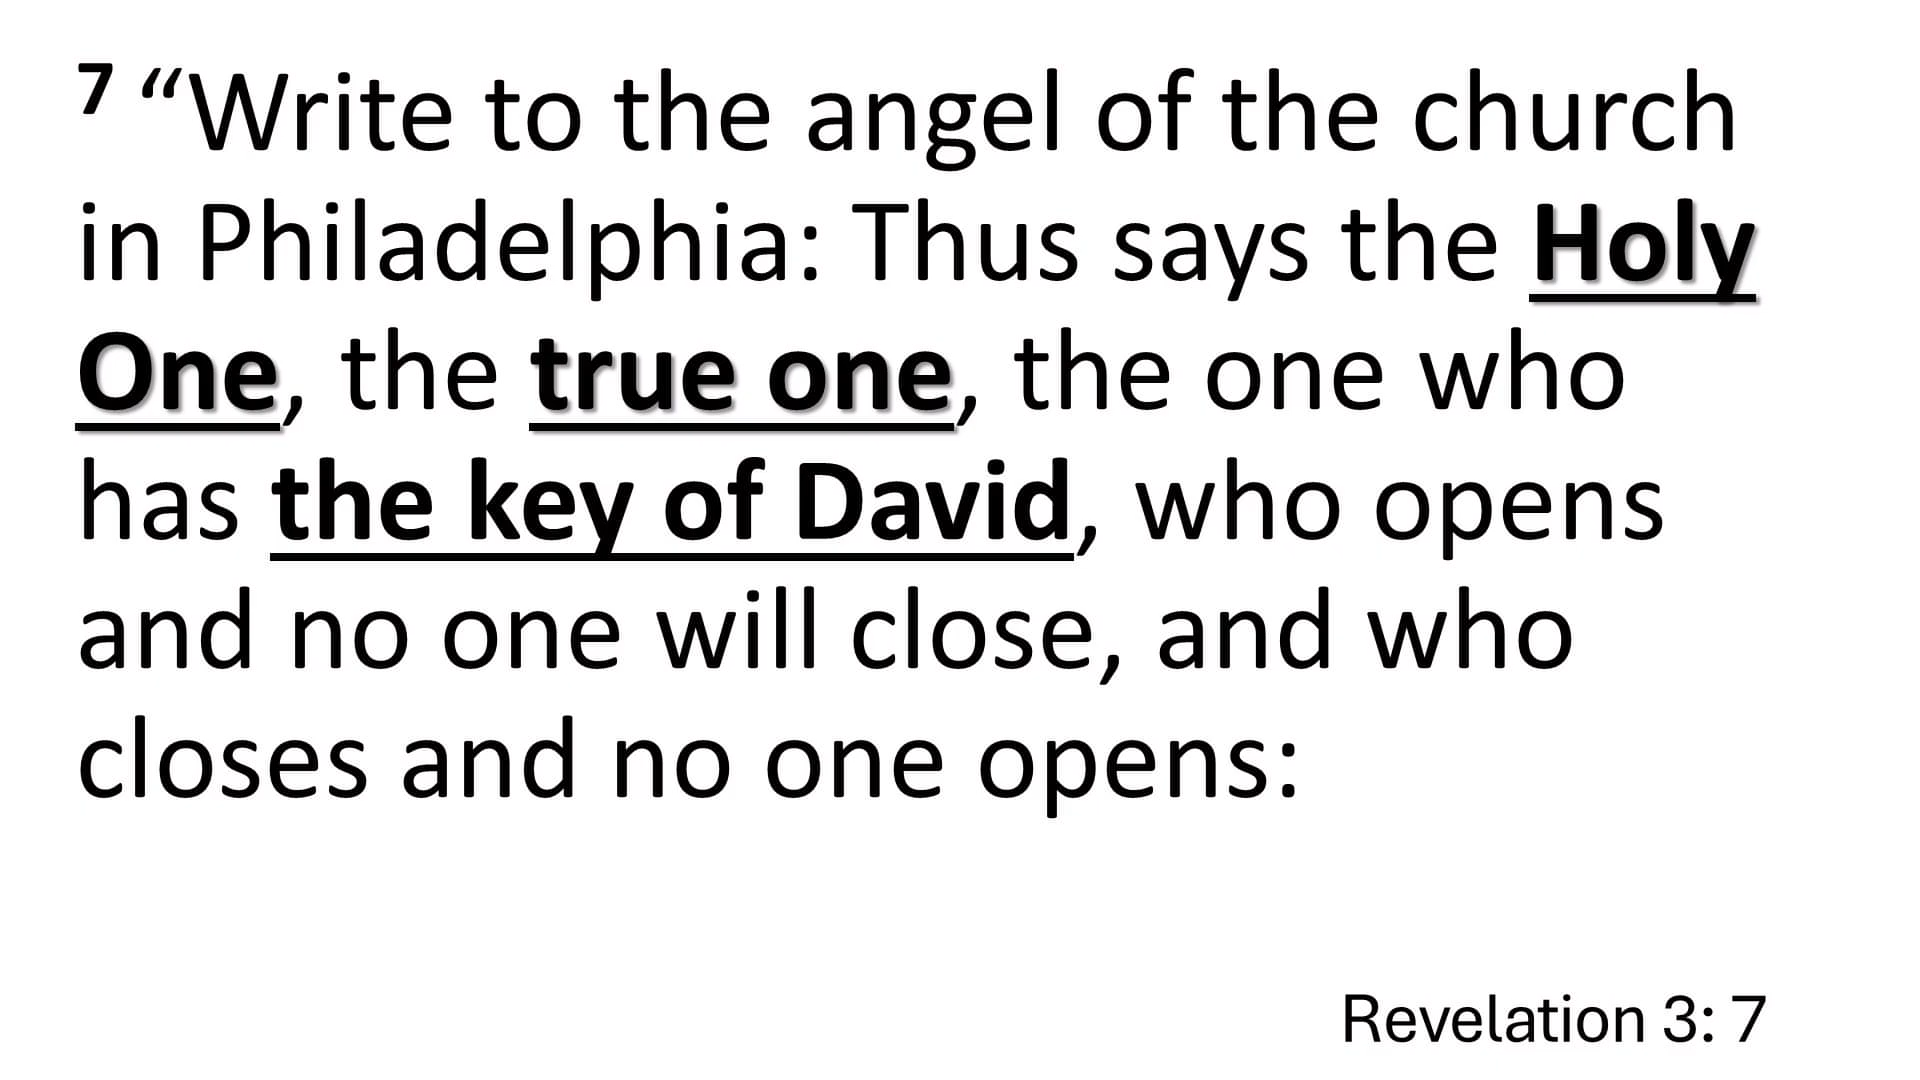 7 “Write to the angel of the church
in Philadelphia: Thus says the Holy
One, the true one, the one who
has the key of David, who opens
and no one will close, and who
closes and no one opens:
Revelation 3: 7